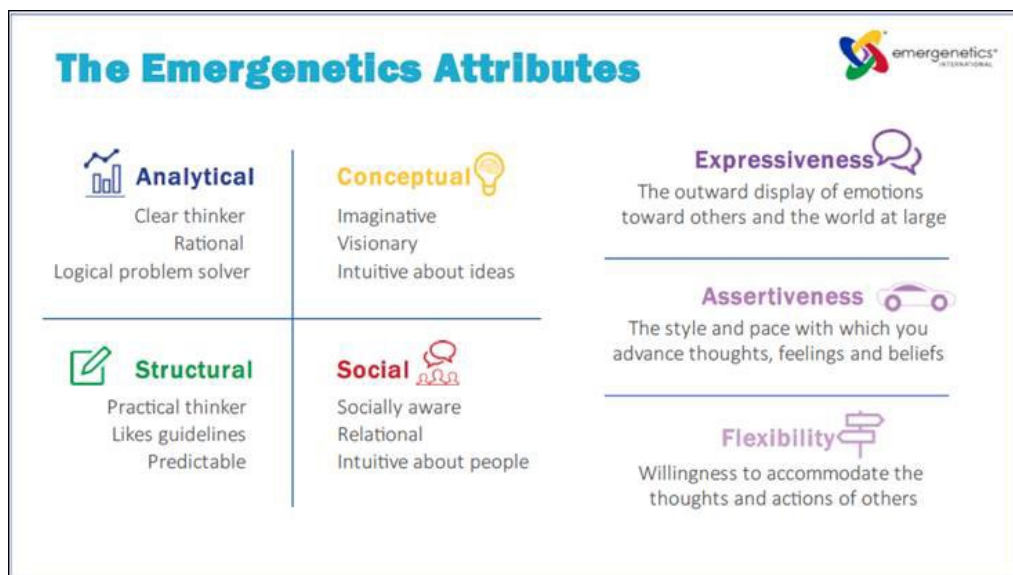 The Emergenetics Attributes
emergenetics®
INTERNATIONAL
Analytical
Clear thinker
Rational
Logical problem solver
Conceptual
Imaginative
Visionary
Intuitive about ideas
Structural
Practical thinker
Likes guidelines
Predictable
Social
Socially aware
Relational
Intuitive about people
Expressiveness
The outward display of emotions
toward others and the world at large
Assertiveness
The style and pace with which you
advance thoughts, feelings and beliefs
Flexibility
Willingness to accommodate the
thoughts and actions of others